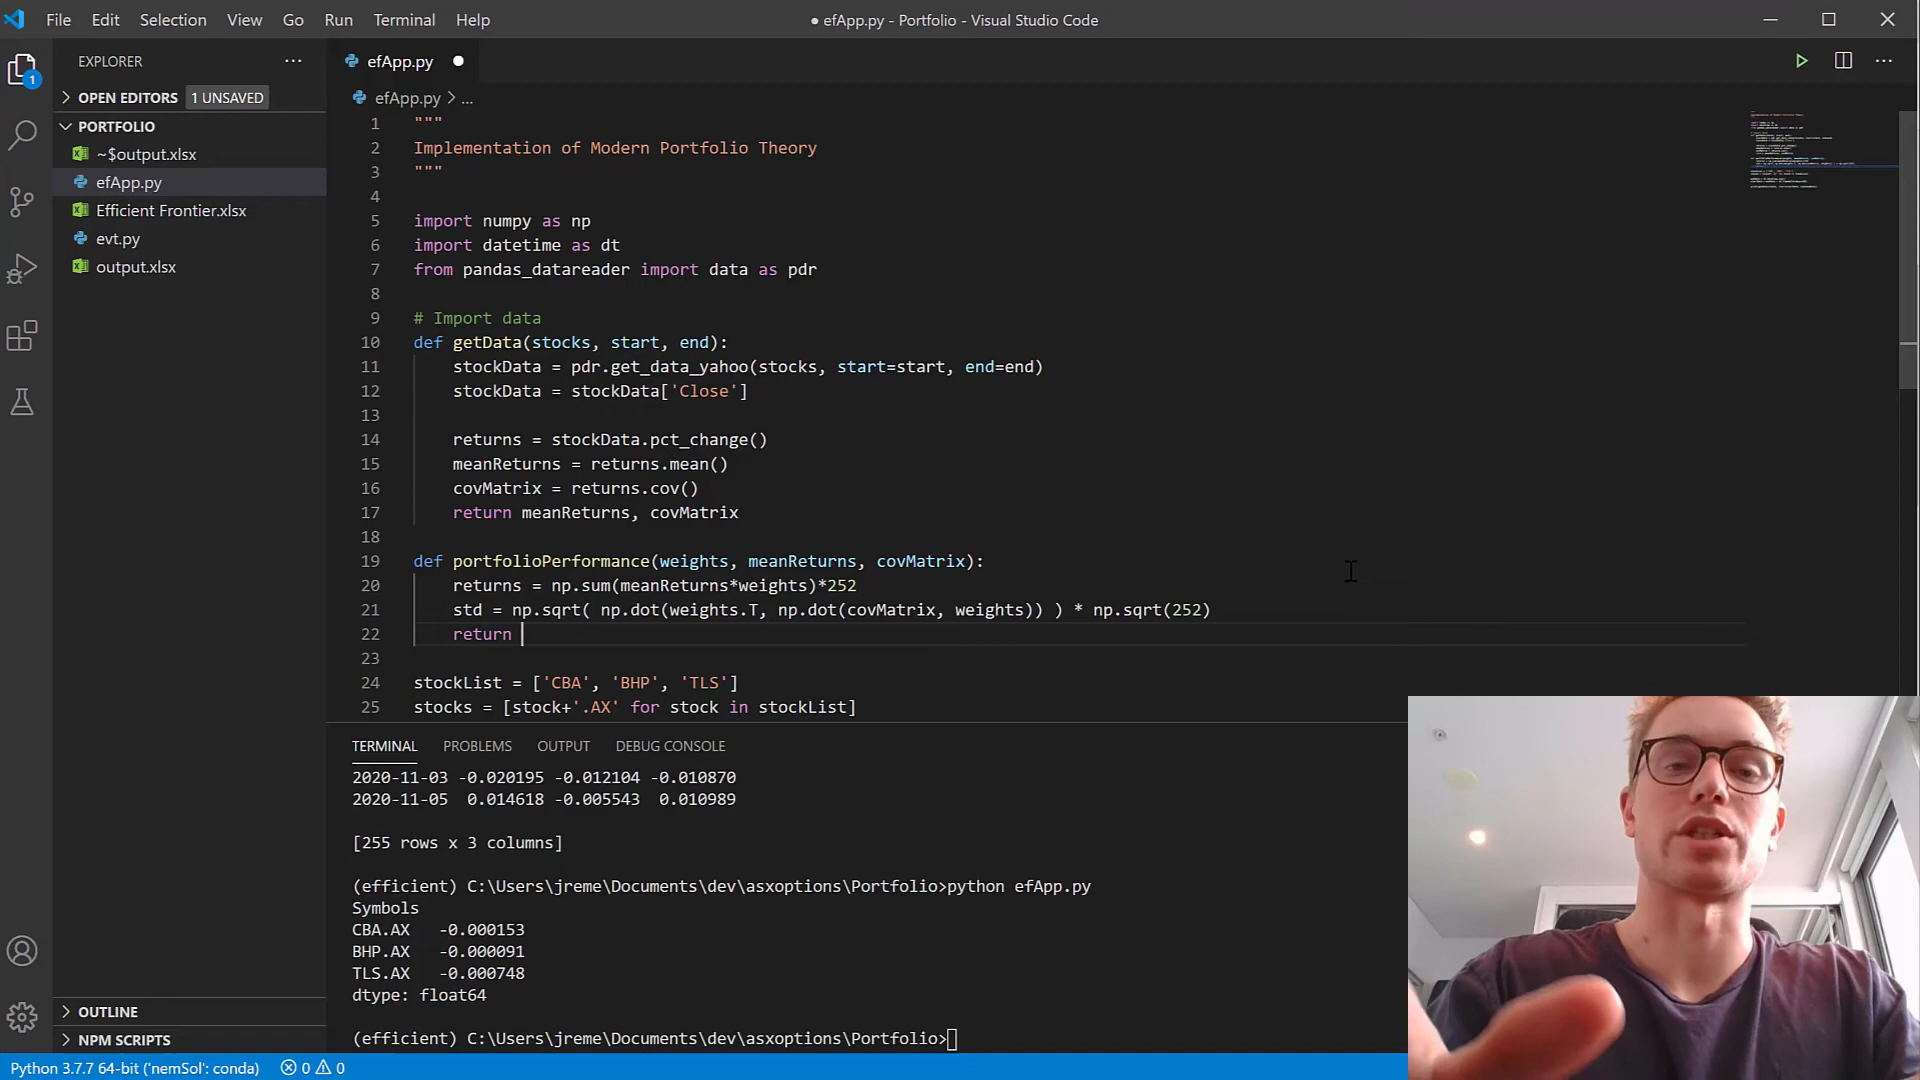 File Edit Selection View Go Run Terminal Help
● efApp.py - Portfolio - Visual Studio Code
EXPLORER
OPEN EDITORS 1 UNSAVED
PORTFOLIO
~$output.xlsx
efApp.py
Efficient Frontier.xlsx
evt.py
output.xlsx
OUTLINE
NPM SCRIPTS
1
efApp.py
efApp.py > ...
1 """
2 Implementation of Modern Portfolio Theory
3 """
4
5 import numpy as np
6 import datetime as dt
7 from pandas_datareader import data as pdr
8
9 # Import data
10 def getData(stocks, start, end):
11 stockData = pdr.get_data_yahoo(stocks, start=start, end=end)
12 stockData = stockData['Close']
13
14 returns = stockData.pct_change()
15 meanReturns = returns.mean()
16 covMatrix = returns.cov()
17 return meanReturns, covMatrix
18
19 def portfolioPerformance(weights, meanReturns, covMatrix):
20 returns = np.sum(meanReturns*weights)*252
21 std = np.sqrt( np.dot(weights.T, np.dot(covMatrix, weights)) ) * np.sqrt(252)
22 return
23
24 stockList = ['CBA', 'BHP', 'TLS']
25 stocks = [stock+'.AX' for stock in stockList]
TERMINAL PROBLEMS OUTPUT DEBUG CONSOLE
2020-11-03 -0.020195 -0.012104 -0.010870
2020-11-05 0.014618 -0.005543 0.010989
[255 rows x 3 columns]
(efficient) C:\Users\jreme\Documents\dev\asxoptions\Portfolio>python efApp.py
Symbols
CBA.AX -0.000153
BHP.AX -0.000091
TLS.AX -0.000748
dtype: float64
(efficient) C:\Users\jreme\Documents\dev\asxoptions\Portfolio>
Python 3.7.7 64-bit ('nemSol': conda) 0 0